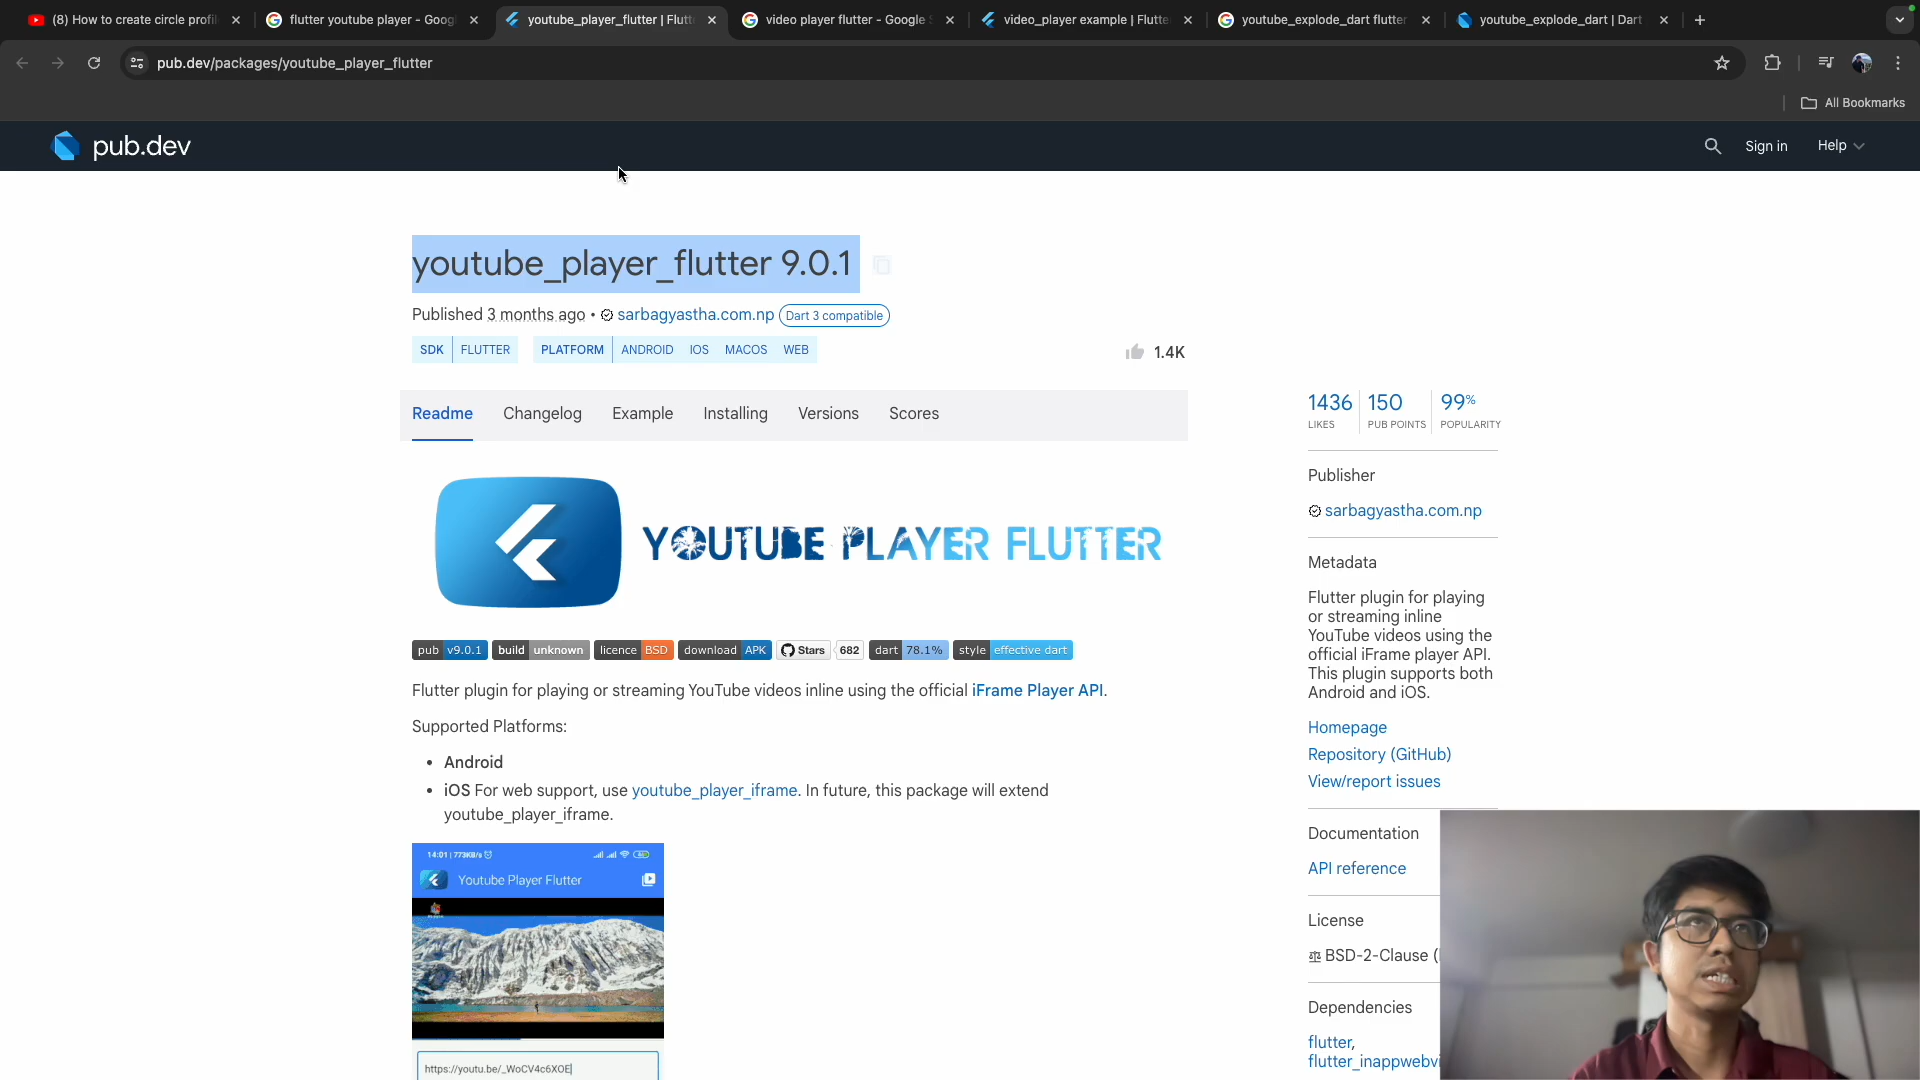 (8) How to create circle profil
flutter youtube player - Goog
youtube_player_flutter | Flutt
video player flutter - Google S
video_player example | Flutte
youtube_explode_dart flutter
youtube_explode_dart | Dart
pub.dev/packages/youtube_player_flutter
All Bookmarks
pub.dev
Sign in
Help
youtube_player_flutter 9.0.1
Published 3 months ago • sarbagyastha.com.np Dart 3 compatible
SDK FLUTTER PLATFORM ANDROID IOS MACOS WEB
1.4K
Readme Changelog Example Installing Versions Scores
1436 150 99%
LIKES PUB POINTS POPULARITY
Publisher
sarbagyastha.com.np
YOUTUBE PLAYER FLUTTER
pub v9.0.1 build unknown licence BSD download APK Stars 682 dart 78.1% style effective dart
Flutter plugin for playing or streaming YouTube videos inline using the official iFrame Player API.
Supported Platforms:
• Android
• iOS For web support, use youtube_player_iframe. In future, this package will extend
youtube_player_iframe.
14:01 | 773KB/s
Youtube Player Flutter
https://youtu.be/_WoCV4c6XOE
Metadata
Flutter plugin for playing
or streaming inline
YouTube videos using the
official iFrame player API.
This plugin supports both
Android and iOS.
Homepage
Repository (GitHub)
View/report issues
Documentation
API reference
License
BSD-2-Clause (
Dependencies
flutter,
flutter_inappwebvi